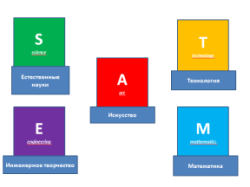 S
science
Естественные
науки
T
technology
Технология
A
art
Искусство
E
engineering
Инженерное творчество
M
mathematics
Математика